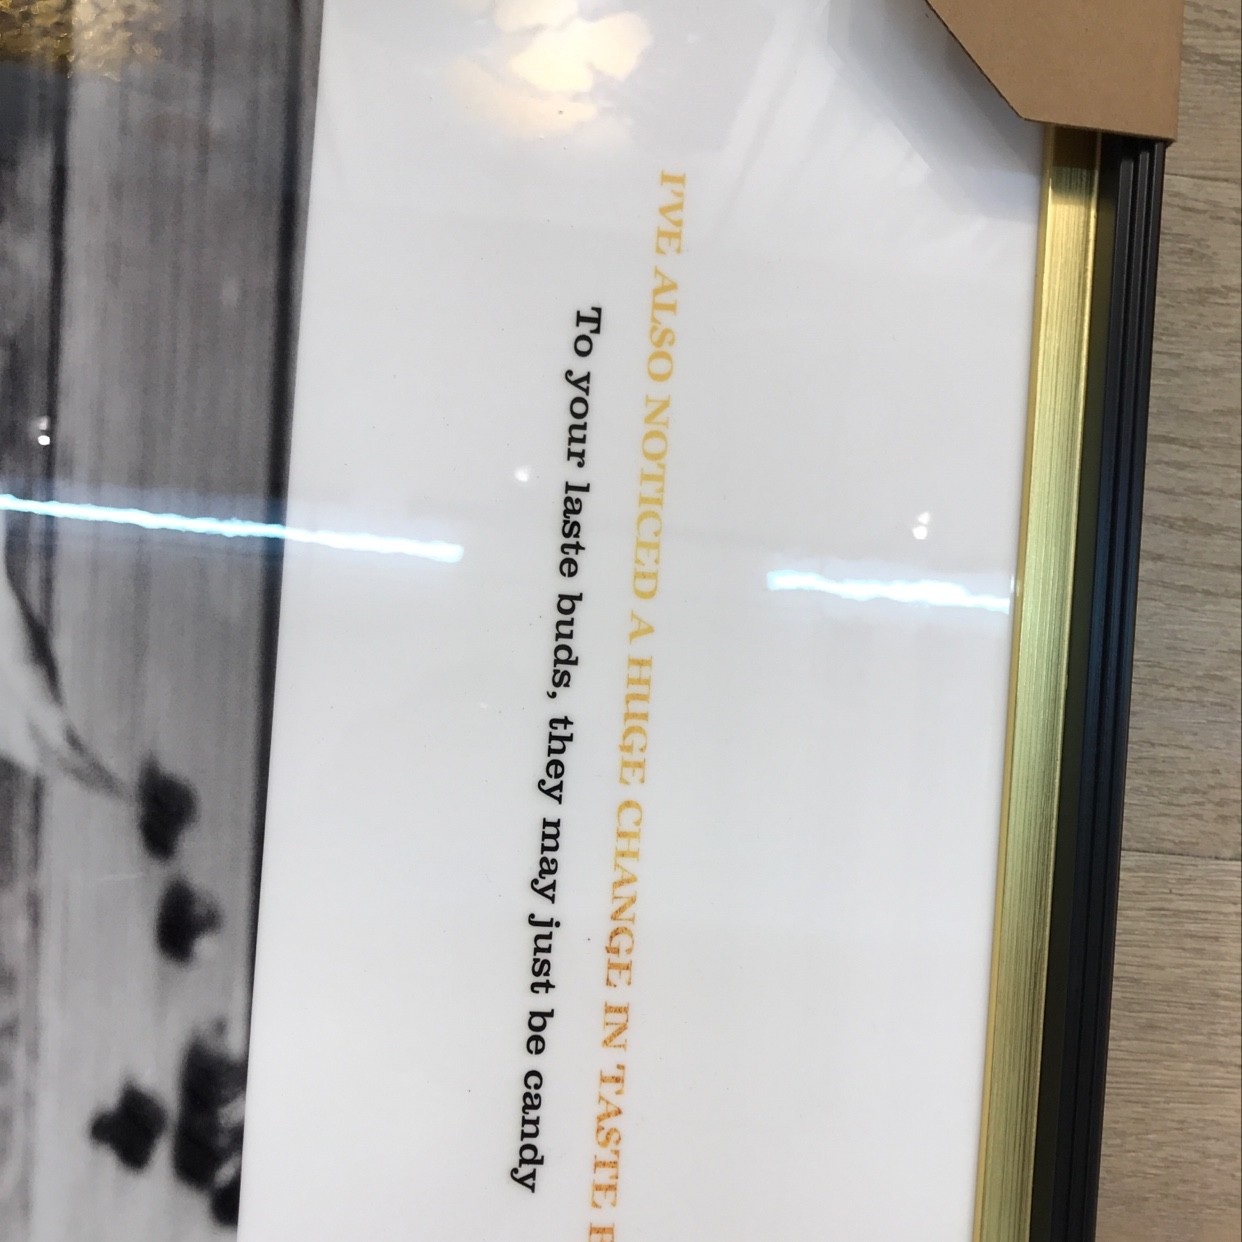 I'VE ALSO NOTICED A HUGE CHANGE IN TASTE
To your laste buds, they may just be candy